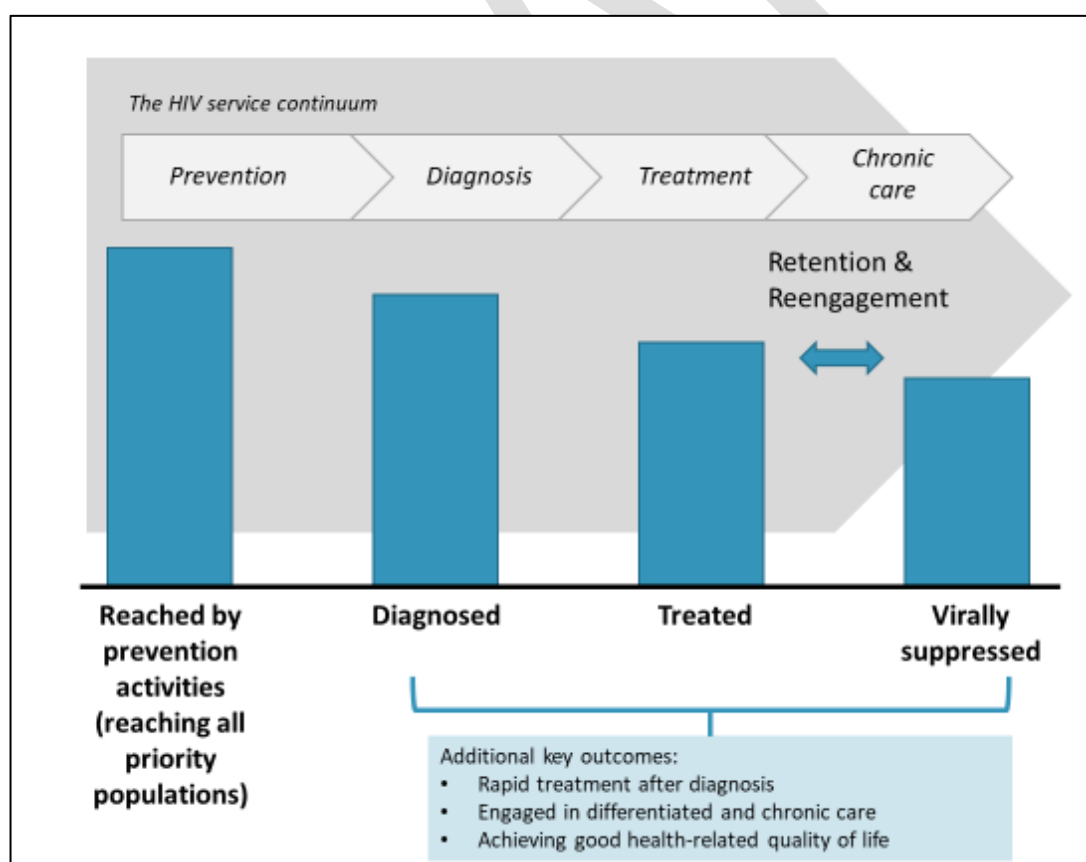 The HIV service continuum
Prevention
Diagnosis
Treatment
Chronic
care
Retention &
Reengagement
Reached by
prevention
activities
(reaching all
priority
populations)
Diagnosed
Treated
Virally
suppressed
Additional key outcomes:
• Rapid treatment after diagnosis
• Engaged in differentiated and chronic care
• Achieving good health-related quality of life